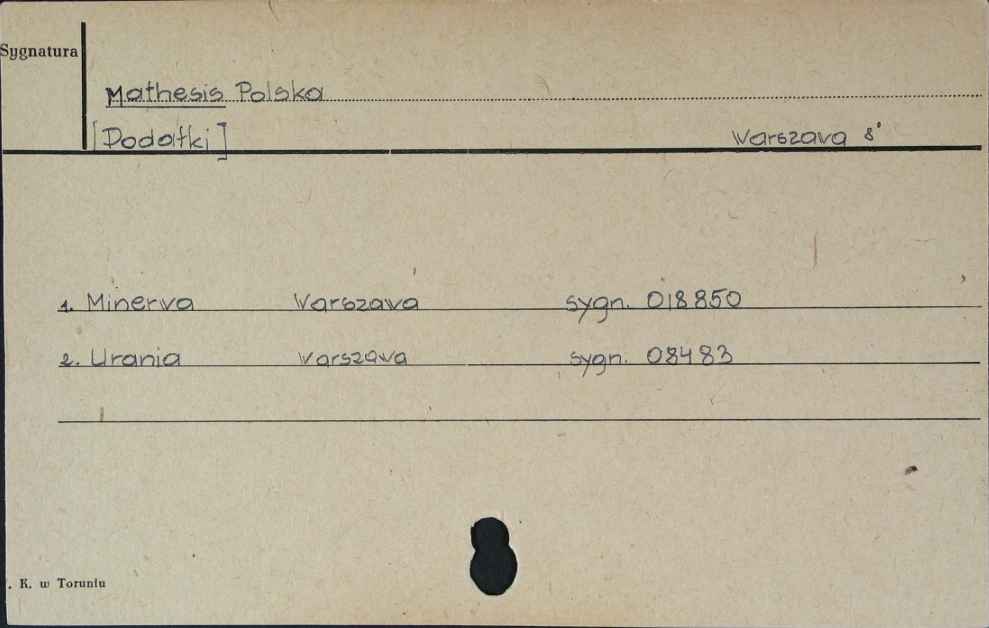 Sygnatura
Mathesis Polska
[Dodatki] Warszawa 8°
1. Minerva Warszawa sygn. 018850
2. Urania Warszawa sygn. 08483
. K. w Toruniu